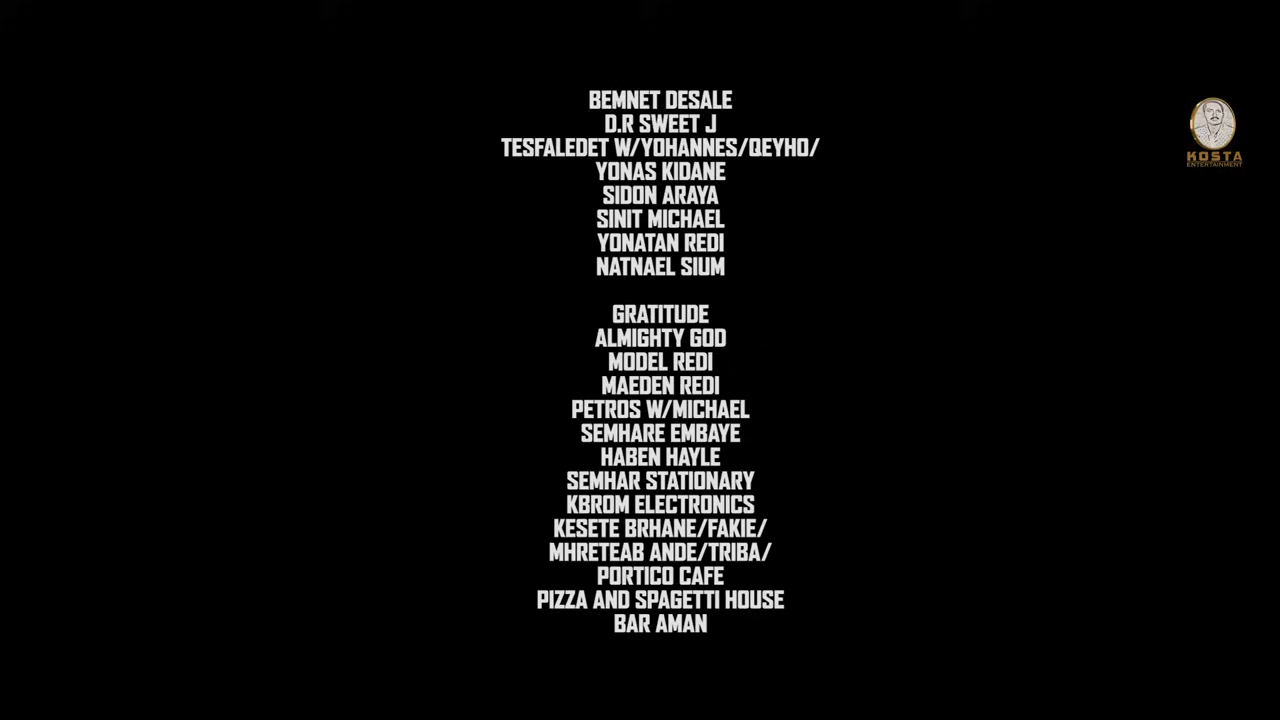 BEMNET DESALE
D.R SWEET J
TESFALEDET W/YOHANNES/QEYHO/
YONAS KIDANE
SIDON ARAYA
SINIT MICHAEL
YONATAN REDI
NATNAEL SIUM
GRATITUDE
ALMIGHTY GOD
MODEL REDI
MAEDEN REDI
PETROS W/MICHAEL
SEMHARE EMBAYE
HABEN HAYLE
SEMHAR STATIONARY
KBROM ELECTRONICS
KESETE BRHANE/FAKIE/
MHRETEAB ANDE/TRIBA/
PORTICO CAFE
PIZZA AND SPAGETTI HOUSE
BAR AMAN
KOSTA
ENTERTAINMENT